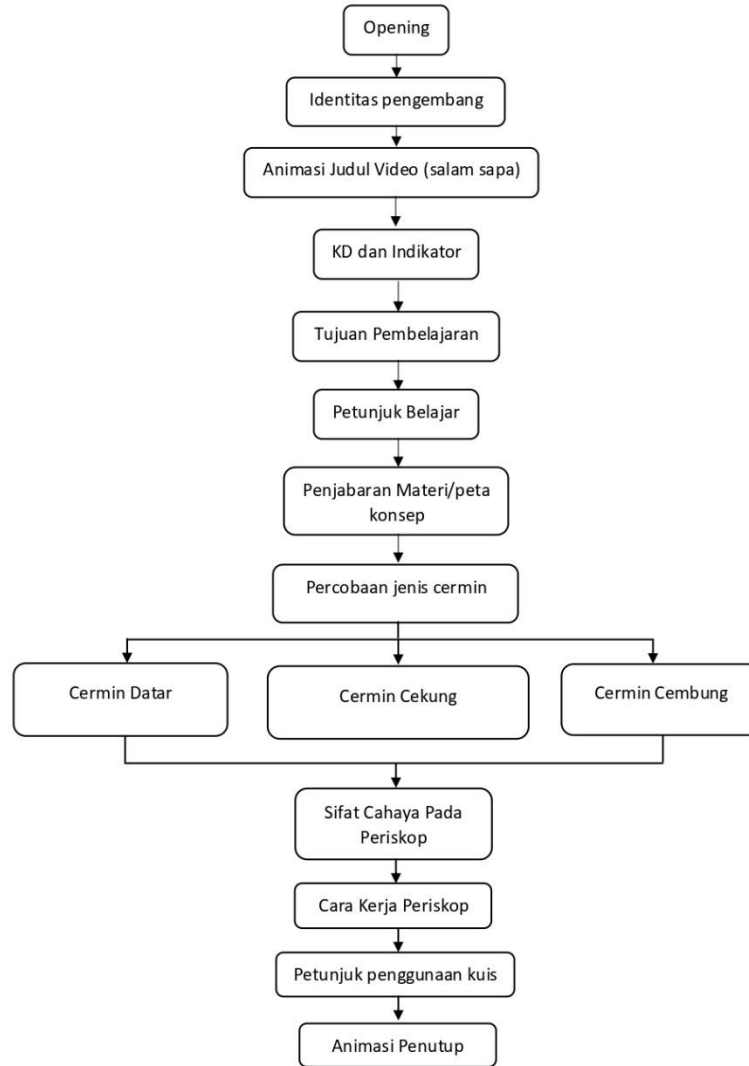 Opening
Identitas pengembang
Animasi Judul Video (salam sapa)
KD dan Indikator
Tujuan Pembelajaran
Petunjuk Belajar
Penjabaran Materi/peta
konsep
Percobaan jenis cermin
Cermin Datar
Cermin Cekung
Cermin Cembung
Sifat Cahaya Pada
Periskop
Cara Kerja Periskop
Petunjuk penggunaan kuis
Animasi Penutup